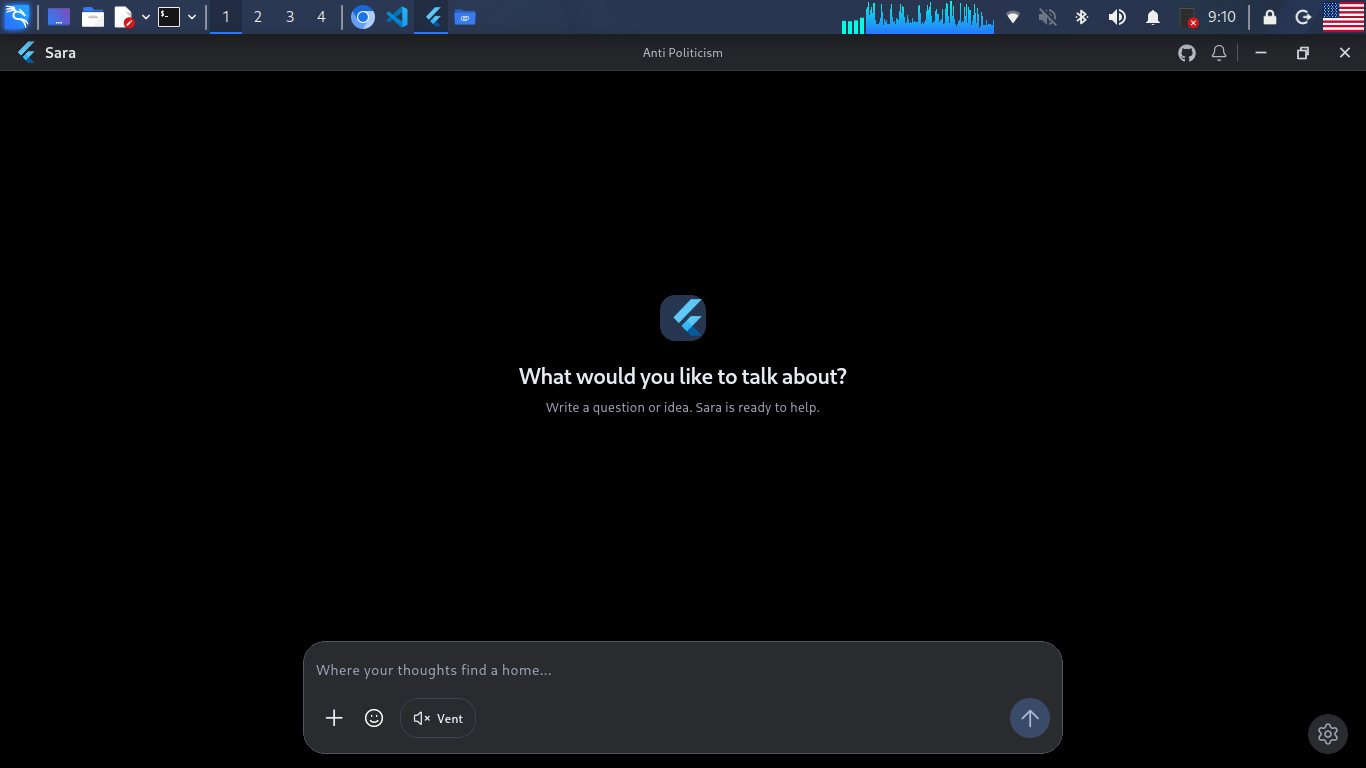 1 2 3 4 9:10
Sara
Anti Politicism
What would you like to talk about?
Write a question or idea. Sara is ready to help.
Where your thoughts find a home...
Vent